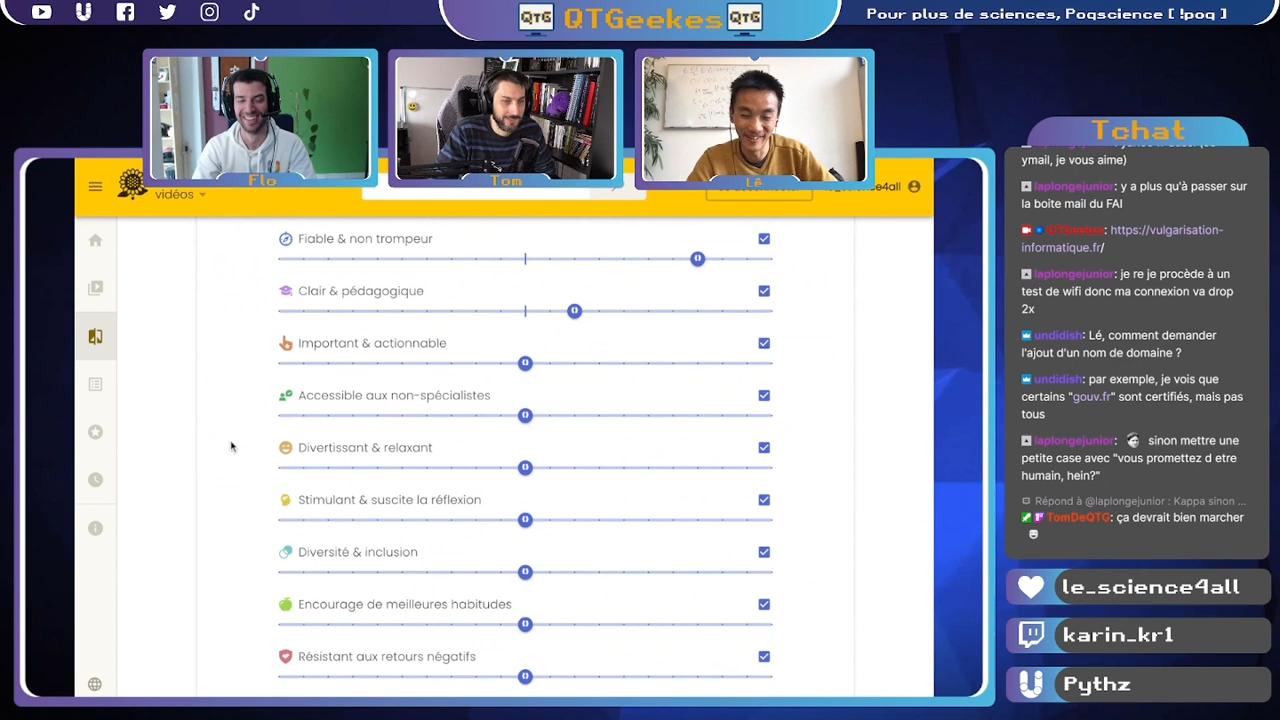 QTG
QTGeekes
QTG
Pour plus de sciences, Poqscience [ !poq ]
Flo
Tom
Lê
vidéos
Fiable & non trompeur
Clair & pédagogique
Important & actionnable
Accessible aux non-spécialistes
Divertissant & relaxant
Stimulant & suscite la réflexion
Diversité & inclusion
Encourage de meilleures habitudes
Résistant aux retours négatifs
Tchat
ymail, je vous aime)
laplongejunior: y a plus qu'à passer sur
la boite mail du FAI
https://vulgarisation-
informatique.fr/
laplongejunior: je re je procède à un
test de wifi donc ma connexion va drop
2x
undidish: Lé, comment demander
l'ajout d'un nom de domaine ?
undidish: par exemple, je vois que
certains "gouv.fr" sont certifiés, mais pas
tous
laplongejunior: sinon mettre une
petite case avec "vous promettez d etre
humain, hein?"
Répond à @laplongejunior : Kappa sinon ...
TomDeQTG: ça devrait bien marcher
le_science4all
karin_kr1
Pythz